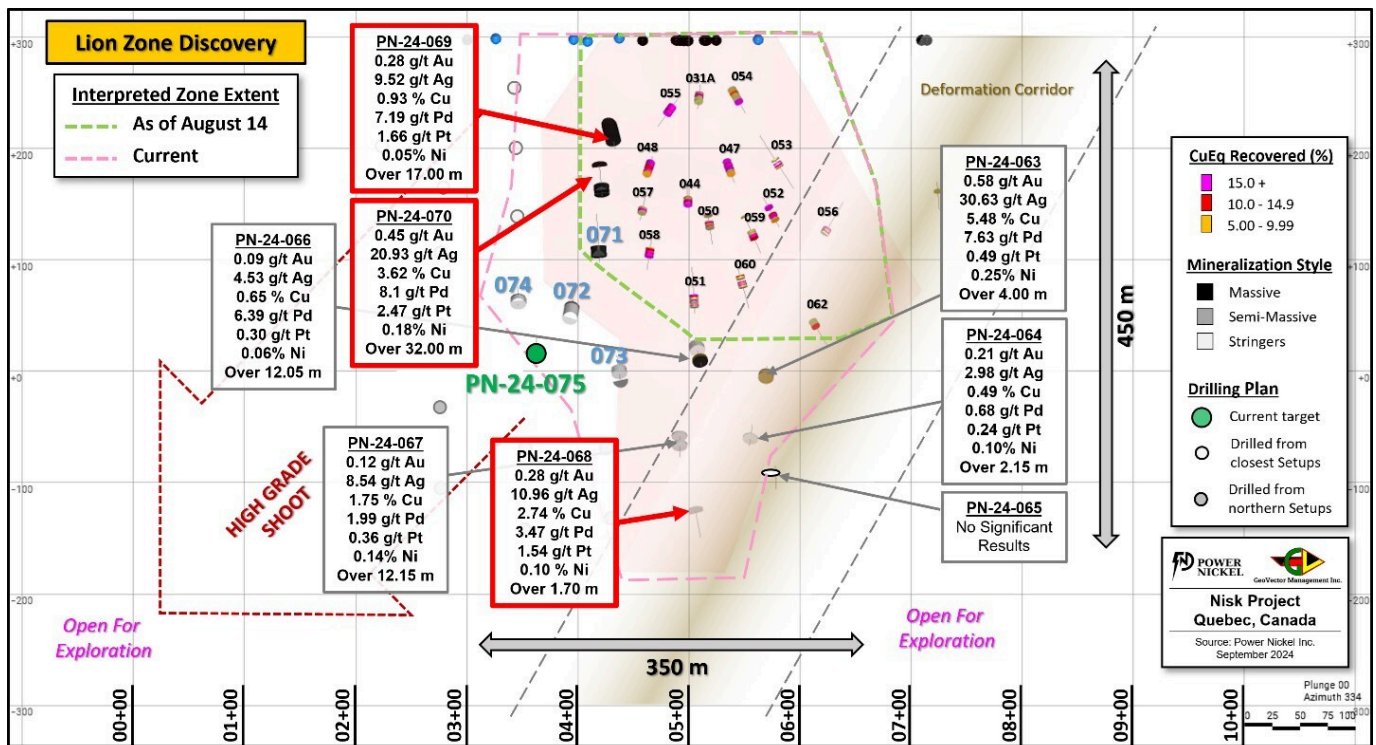 Lion Zone Discovery
Interpreted Zone Extent
As of August 14
Current
PN-24-069
0.28 g/t Au
9.52 g/t Ag
0.93 % Cu
7.19 g/t Pd
1.66 g/t Pt
0.05% Ni
Over 17.00 m
PN-24-070
0.45 g/t Au
20.93 g/t Ag
3.62 % Cu
8.1 g/t Pd
2.47 g/t Pt
0.18% Ni
Over 32.00 m
PN-24-066
0.09 g/t Au
4.53 g/t Ag
0.65 % Cu
6.39 g/t Pd
0.30 g/t Pt
0.06% Ni
Over 12.05 m
PN-24-067
0.12 g/t Au
8.54 g/t Ag
1.75 % Cu
1.99 g/t Pd
0.36 g/t Pt
0.14% Ni
Over 12.15 m
PN-24-068
0.28 g/t Au
10.96 g/t Ag
2.74 % Cu
3.47 g/t Pd
1.54 g/t Pt
0.10 % Ni
Over 1.70 m
PN-24-063
0.58 g/t Au
30.63 g/t Ag
5.48 % Cu
7.63 g/t Pd
0.49 g/t Pt
0.25% Ni
Over 4.00 m
PN-24-064
0.21 g/t Au
2.98 g/t Ag
0.49 % Cu
0.68 g/t Pd
0.24 g/t Pt
0.10% Ni
Over 2.15 m
PN-24-065
No Significant
Results
055
031A
054
048
047
053
057
044
052
050
059
056
058
051
060
062
071
074
072
073
PN-24-075
Deformation Corridor
HIGH GRADE
SHOOT
Open For
Exploration
Open For
Exploration
450 m
350 m
CuEq Recovered (%)
15.0 +
10.0 - 14.9
5.00 - 9.99
Mineralization Style
Massive
Semi-Massive
Stringers
Drilling Plan
Current target
Drilled from
closest Setups
Drilled from
northern Setups
POWER
NICKEL
GeoVector Management Inc.
Nisk Project
Quebec, Canada
Source: Power Nickel Inc.
September 2024
Plunge 00
Azimuth 334
0 25 50 75 100
+300
+200
+100
+0
-100
-200
-300
+300
+200
+100
+0
-100
-200
-300
00+00
01+00
02+00
03+00
04+00
05+00
06+00
07+00
08+00
09+00
10+00